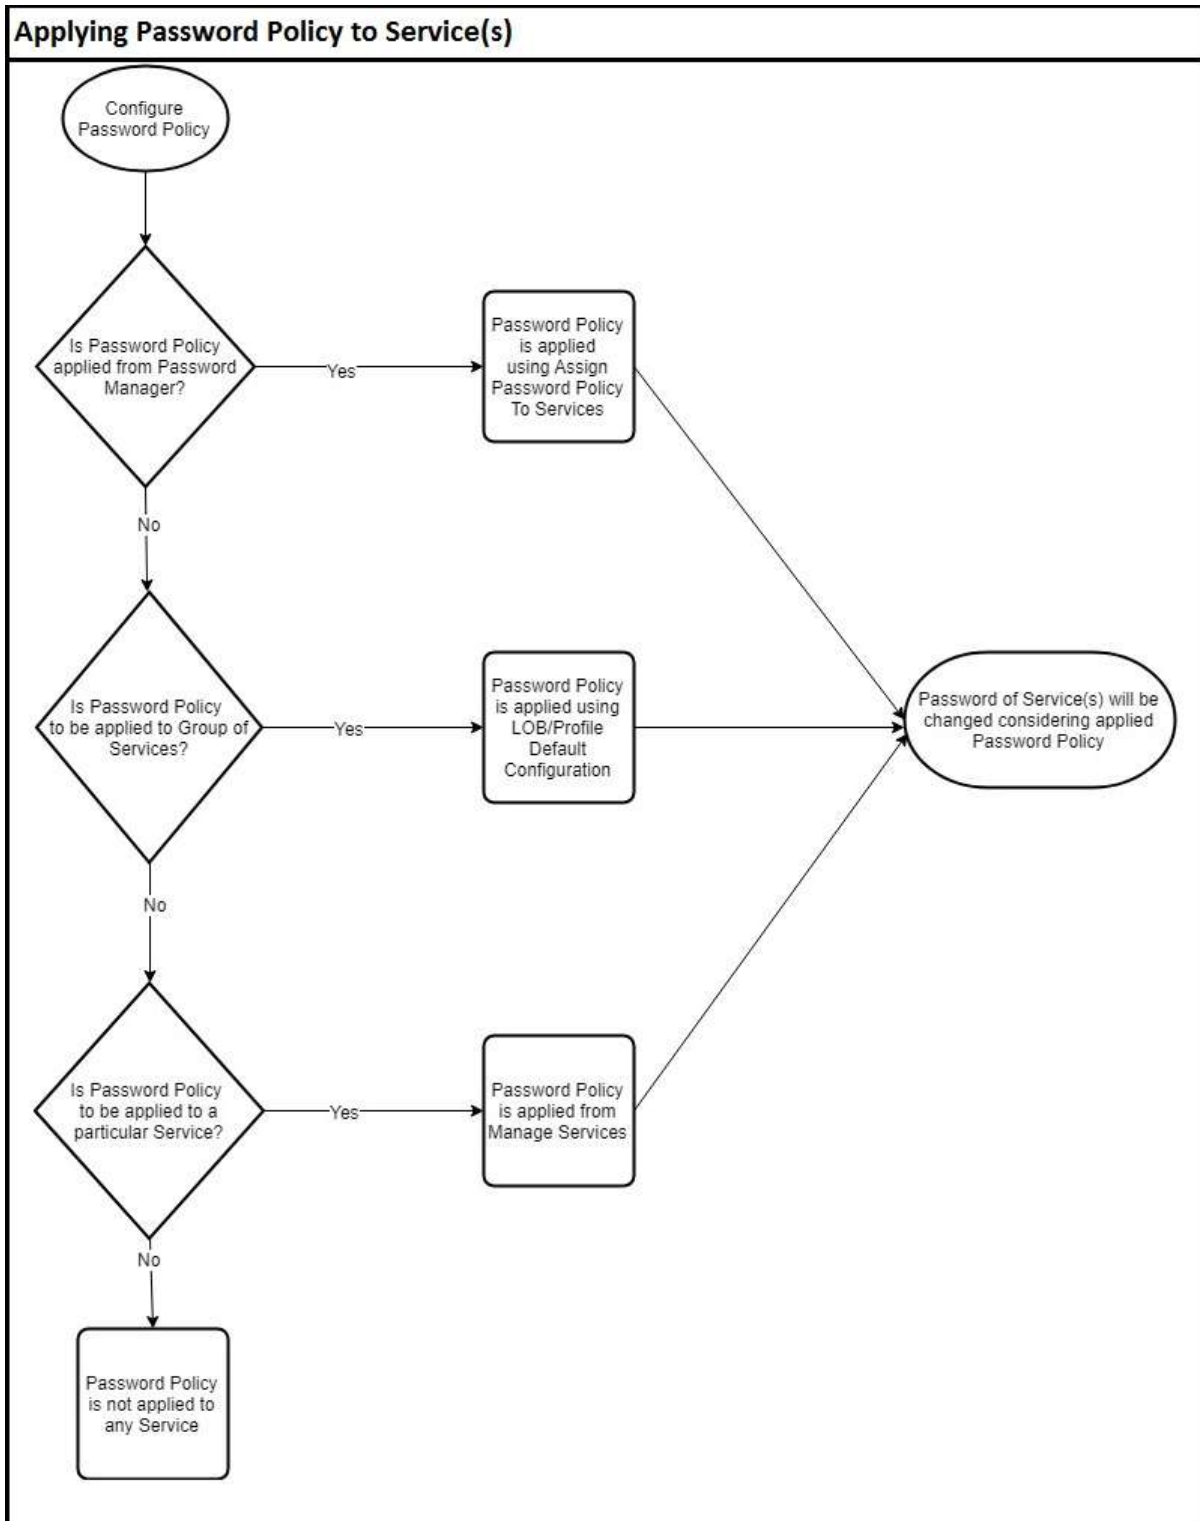 Applying Password Policy to Service(s)
Configure
Password Policy
Is Password Policy
applied from Password
Manager?
Yes
Password Policy
is applied
using Assign
Password Policy
To Services
No
Is Password Policy
to be applied to Group of
Services?
Yes
Password Policy
is applied using
LOB/Profile
Default
Configuration
Password of Service(s) will be
changed considering applied
Password Policy
No
Is Password Policy
to be applied to a
particular Service?
Yes
Password Policy
is applied from
Manage Services
No
Password Policy
is not applied to
any Service